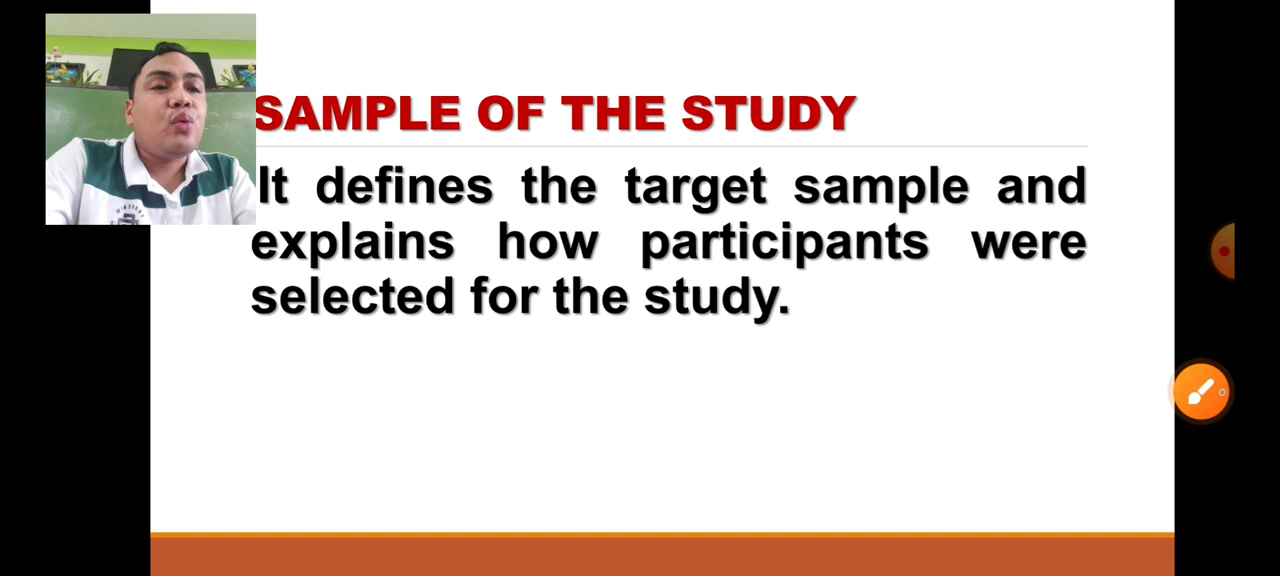 SAMPLE OF THE STUDY
It defines the target sample and
explains how participants were
selected for the study.